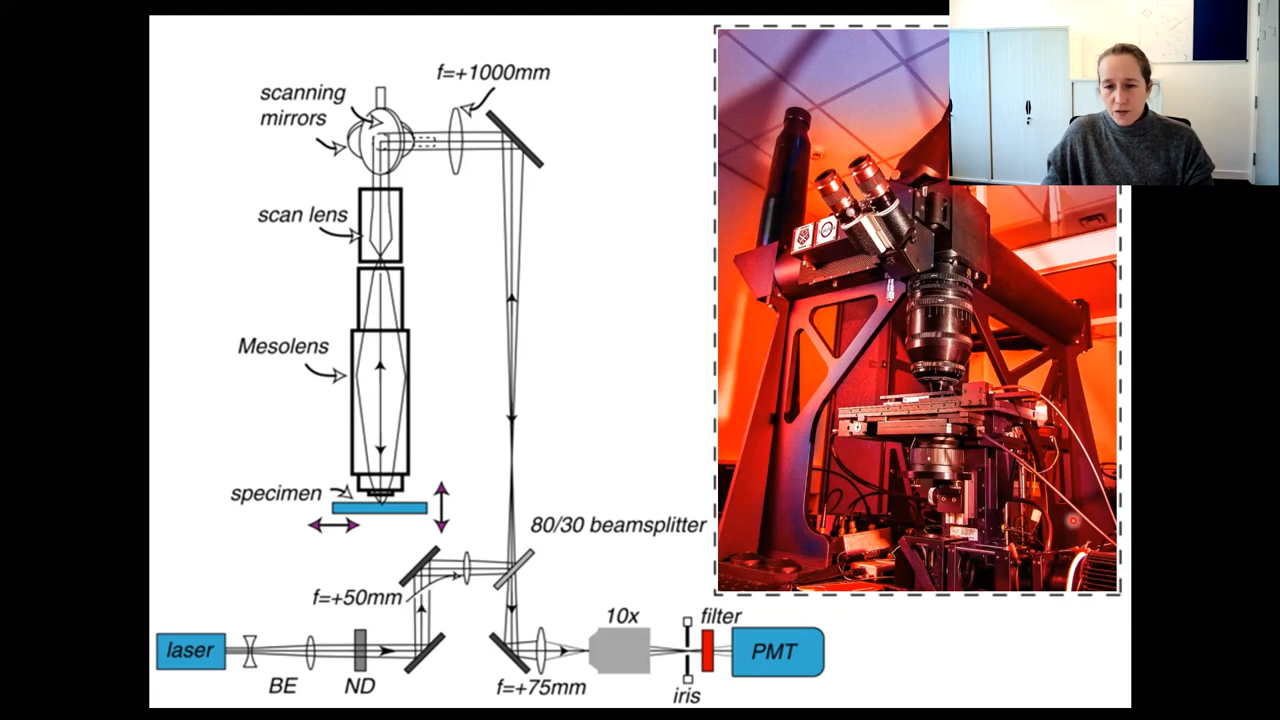 f=+1000mm
scanning
mirrors
scan lens
Mesolens
specimen
80/30 beamsplitter
f=+50mm
laser
BE
ND
f=+75mm
10x
iris
filter
PMT